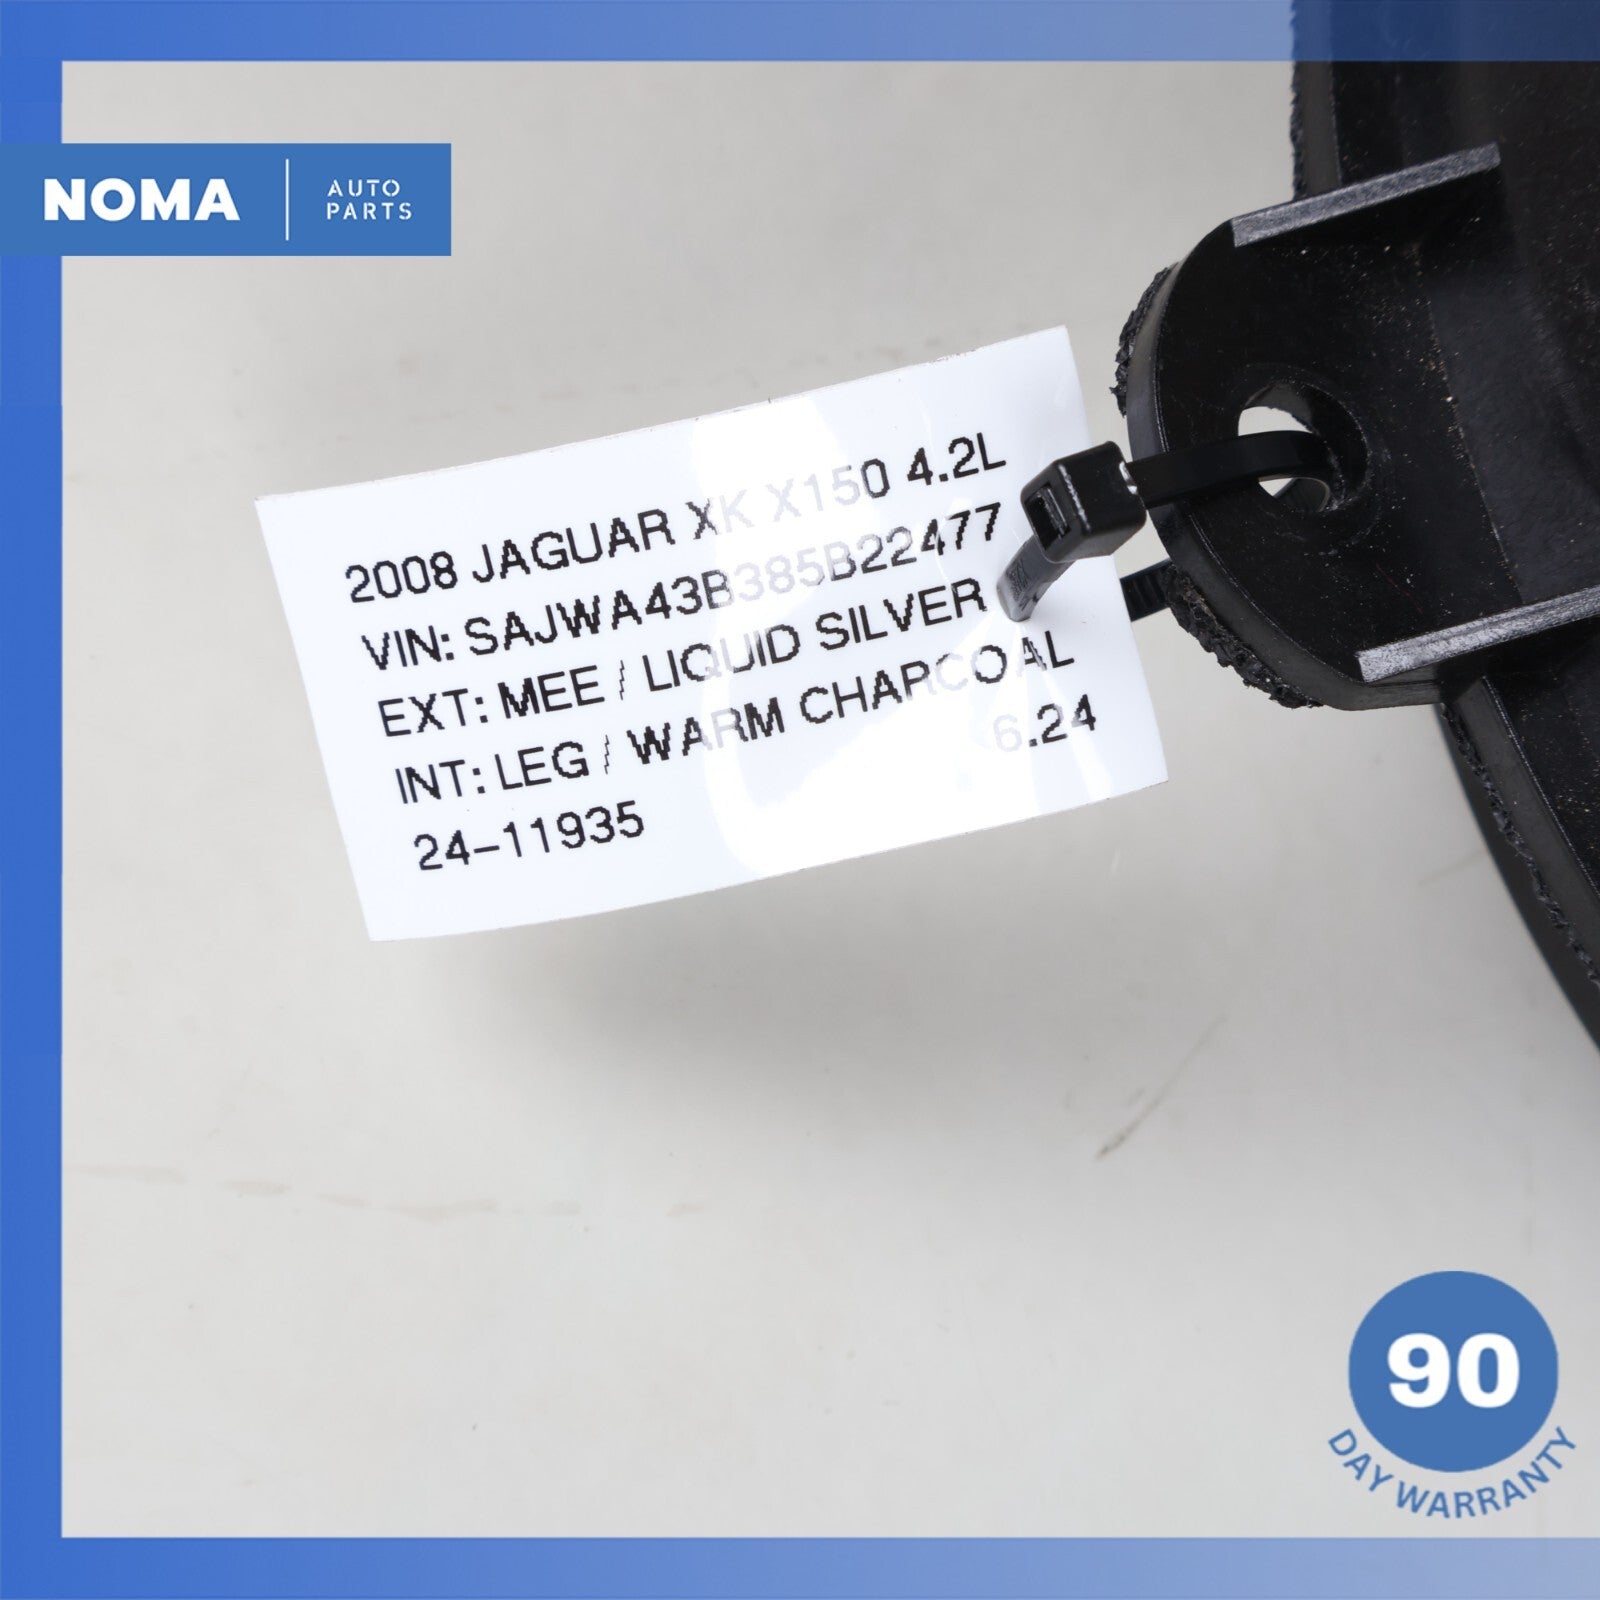 NOMA
AUTO
PARTS
2008 JAGUAR XK X150 4.2L
VIN: SAJWA43B385B22477
EXT: MEE / LIQUID SILVER
INT: LEG / WARM CHARCOAL
24-11935 6.24
90
DAY WARRANTY